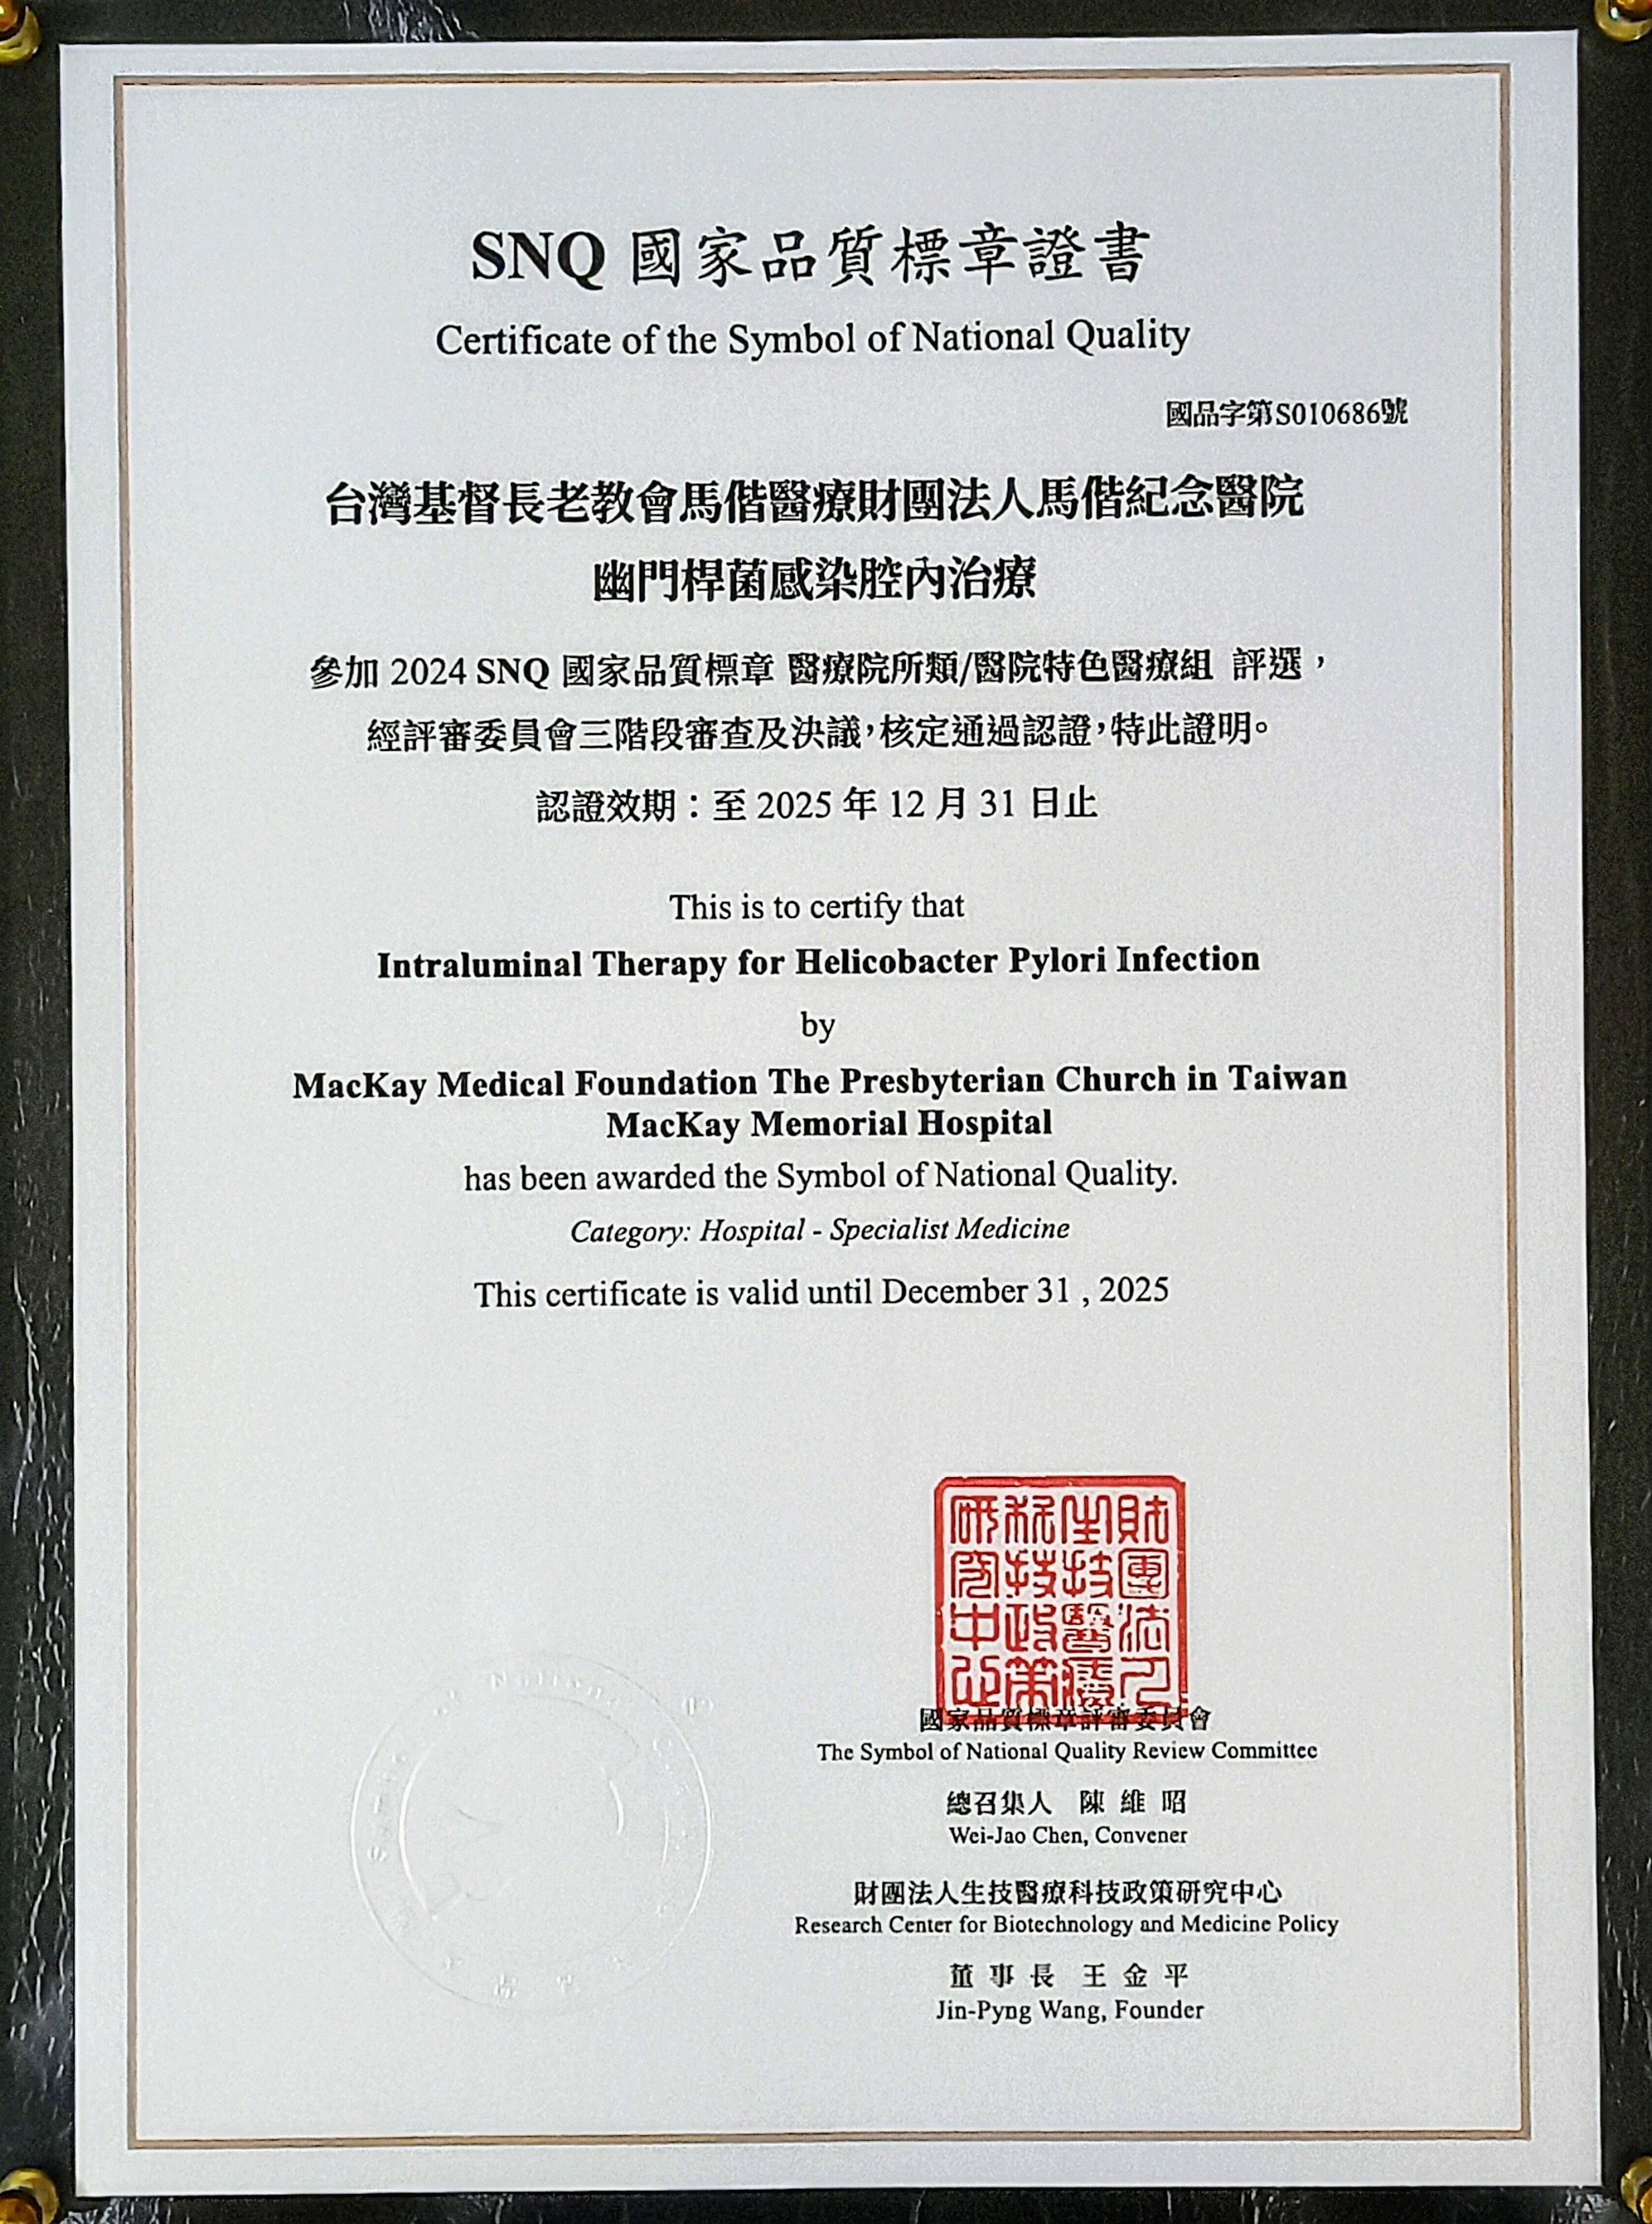 SNQ 國家品質標章證書
Certificate of the Symbol of National Quality
國品字第S010686號
台灣基督長老教會馬偕醫療財團法人馬偕紀念醫院
幽門桿菌感染腔內治療
參加 2024 SNQ 國家品質標章 醫療院所類/醫院特色醫療組 評選，
經評審委員會三階段審查及決議，核定通過認證，特此證明。
認證效期：至 2025 年 12 月 31 日止
This is to certify that
Intraluminal Therapy for Helicobacter Pylori Infection
by
MacKay Medical Foundation The Presbyterian Church in Taiwan
MacKay Memorial Hospital
has been awarded the Symbol of National Quality.
Category: Hospital - Specialist Medicine
This certificate is valid until December 31 , 2025
財團法人
生技醫療
科技政策
研究中心
國家品質標章評審委員會
The Symbol of National Quality Review Committee
總召集人 陳 維 昭
Wei-Jao Chen, Convener
財團法人生技醫療科技政策研究中心
Research Center for Biotechnology and Medicine Policy
董 事 長 王 金 平
Jin-Pyng Wang, Founder